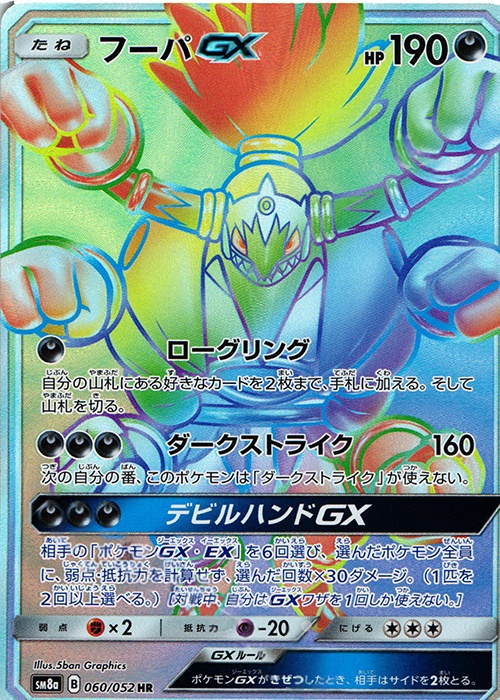 たね フーパGX HP 190
ローグリング
自分の山札にある好きなカードを2枚まで、手札に加える。そして
山札を切る。
ダークストライク 160
次の自分の番、このポケモンは「ダークストライク」が使えない。
デビルハンドGX
相手の「ポケモンGX・EX」を6回選び、選んだポケモン全員
に、弱点・抵抗力を計算せず、選んだ回数×30ダメージ。（1匹を
2回以上選べる。）［対戦中、自分はGXワザを1回しか使えない。］
弱点 ×2 抵抗力 -20 にげる
Illus.5ban Graphics
GXルール
ポケモンGXがきぜつしたとき、相手はサイドを2枚とる。
SM8a B 060/052 HR